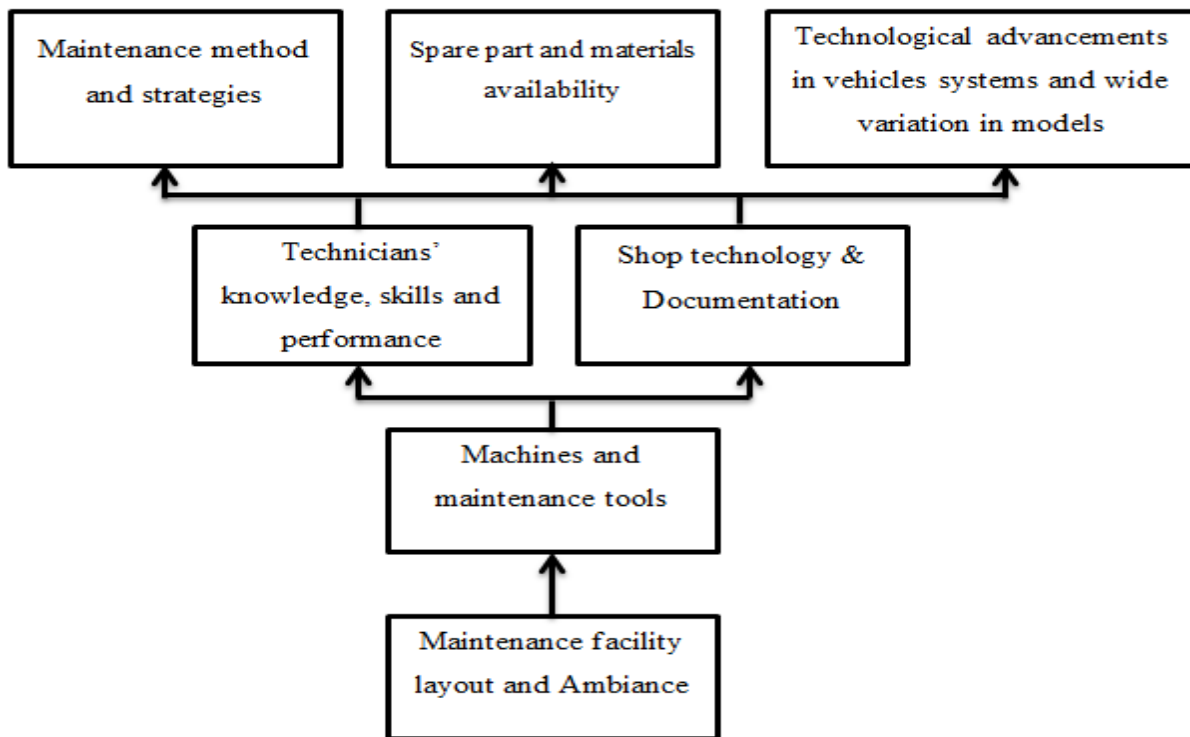 Maintenance method
and strategies
Spare part and materials
availability
Technological advancements
in vehicles systems and wide
variation in models
Technicians’
knowledge, skills and
performance
Shop technology &
Documentation
Machines and
maintenance tools
Maintenance facility
layout and Ambiance